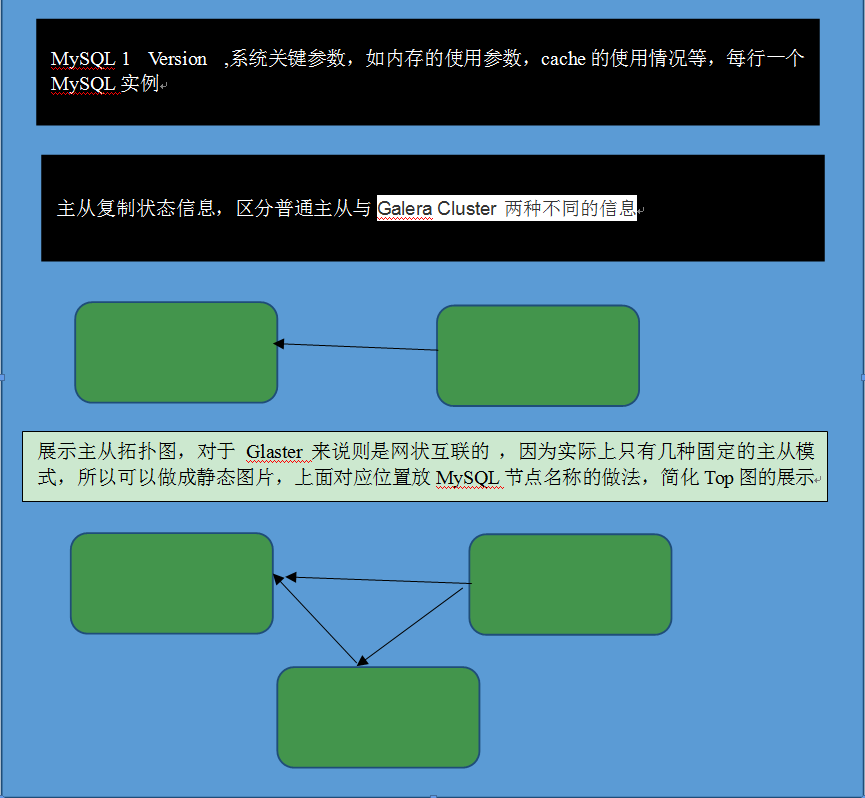 MySQL 1 Version ,系统关键参数，如内存的使用参数，cache 的使用情况等，每行一个
MySQL 实例
主从复制状态信息，区分普通主从与 Galera Cluster 两种不同的信息
展示主从拓扑图，对于 Glaster 来说则是网状互联的 ，因为实际上只有几种固定的主从模
式，所以可以做成静态图片，上面对应位置放 MySQL 节点名称的做法，简化 Top 图的展示